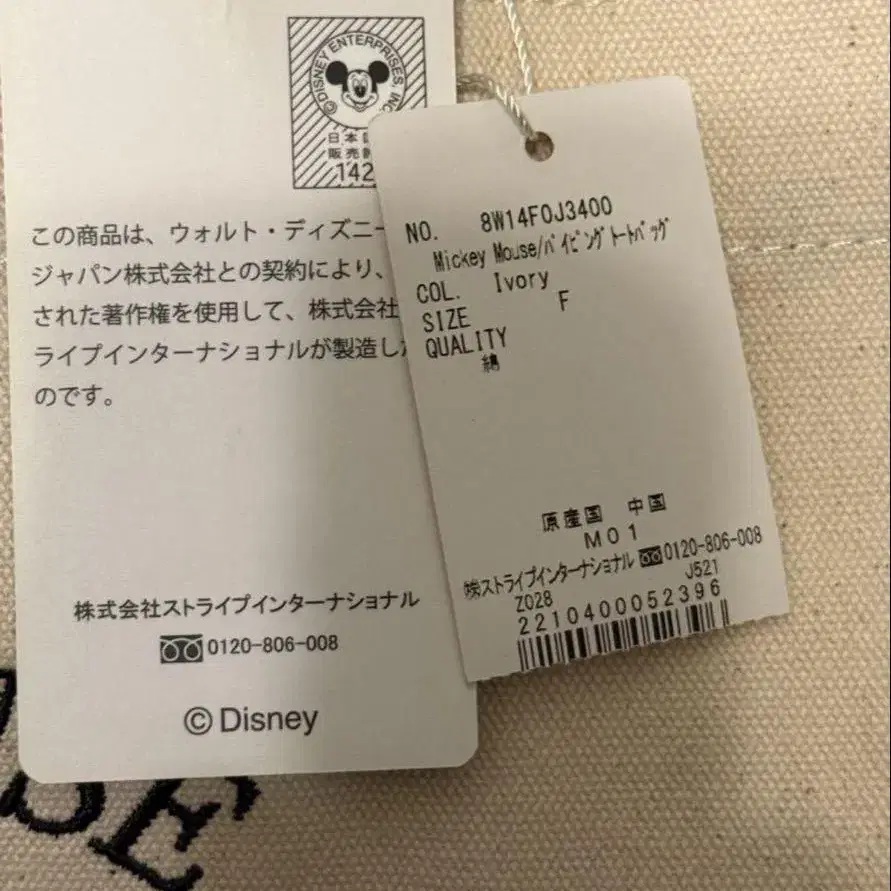 ©DISNEY ENTERPRISES, INC.
日本
販売
142
この商品は、ウォルト・ディズニー
ジャパン株式会社との契約により、
された著作権を使用して、株式会社
ライプインターナショナルが製造し
のです。
株式会社ストライプインターナショナル
0120-806-008
© Disney
NO. 8W14F0J3400
Mickey Mouse/ﾊﾟｲﾋﾟﾝｸﾞﾄｰﾄﾊﾞｯｸﾞ
COL. Ivory
SIZE F
QUALITY
綿
原産国 中国
M01
㈱ストライプインターナショナル 0120-806-008
Z028 J521
2210400052396
SE